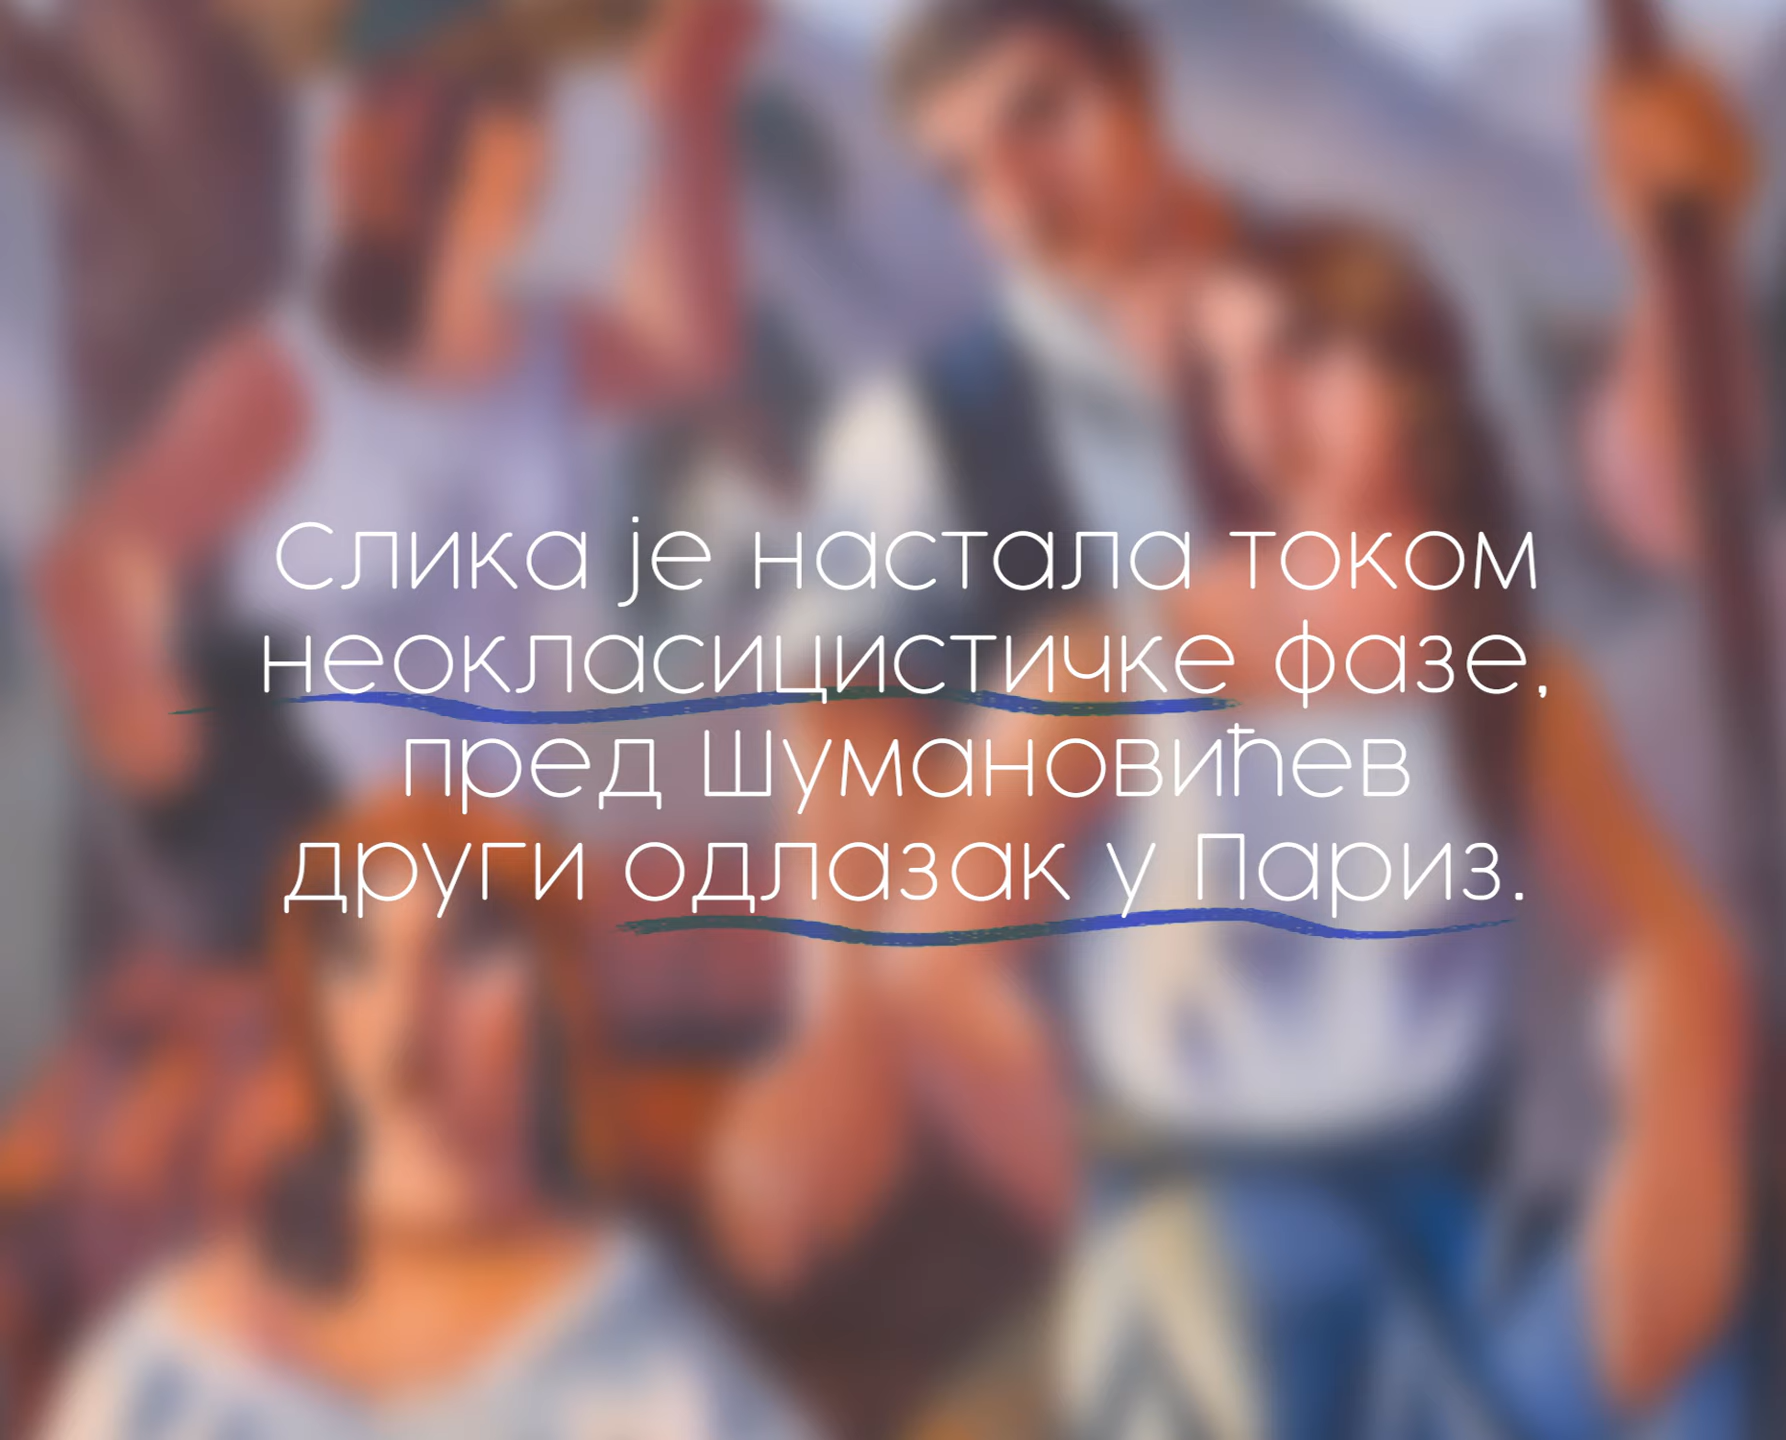 Слика је настала током
неокласицистичке фазе,
пред Шумановићев
други одлазак у Париз.